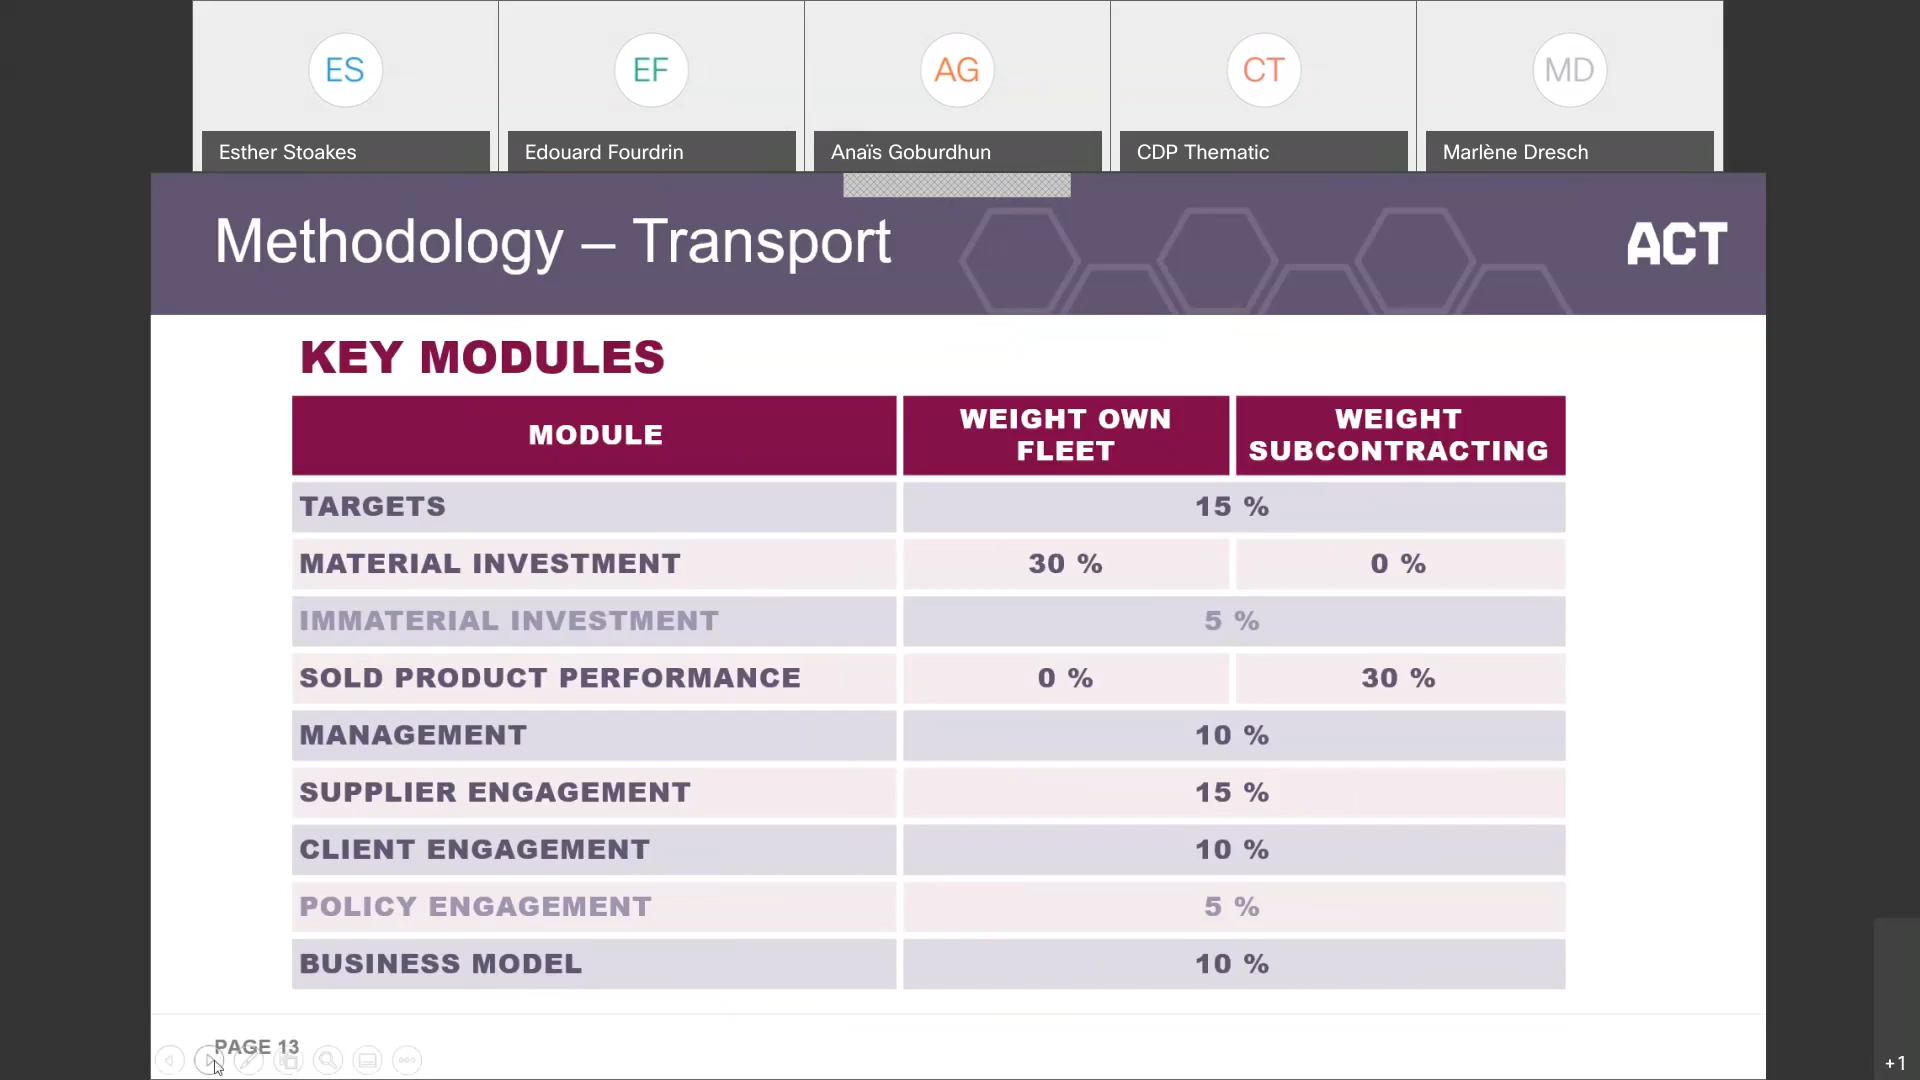 ES
EF
AG
CT
MD
Esther Stoakes
Edouard Fourdrin
Anaïs Goburdhun
CDP Thematic
Marlène Dresch
Methodology – Transport
ACT
KEY MODULES
MODULE
WEIGHT OWN
FLEET
WEIGHT
SUBCONTRACTING
TARGETS
15 %
MATERIAL INVESTMENT
30 %
0 %
IMMATERIAL INVESTMENT
5 %
SOLD PRODUCT PERFORMANCE
0 %
30 %
MANAGEMENT
10 %
SUPPLIER ENGAGEMENT
15 %
CLIENT ENGAGEMENT
10 %
POLICY ENGAGEMENT
5 %
BUSINESS MODEL
10 %
PAGE 13
+1